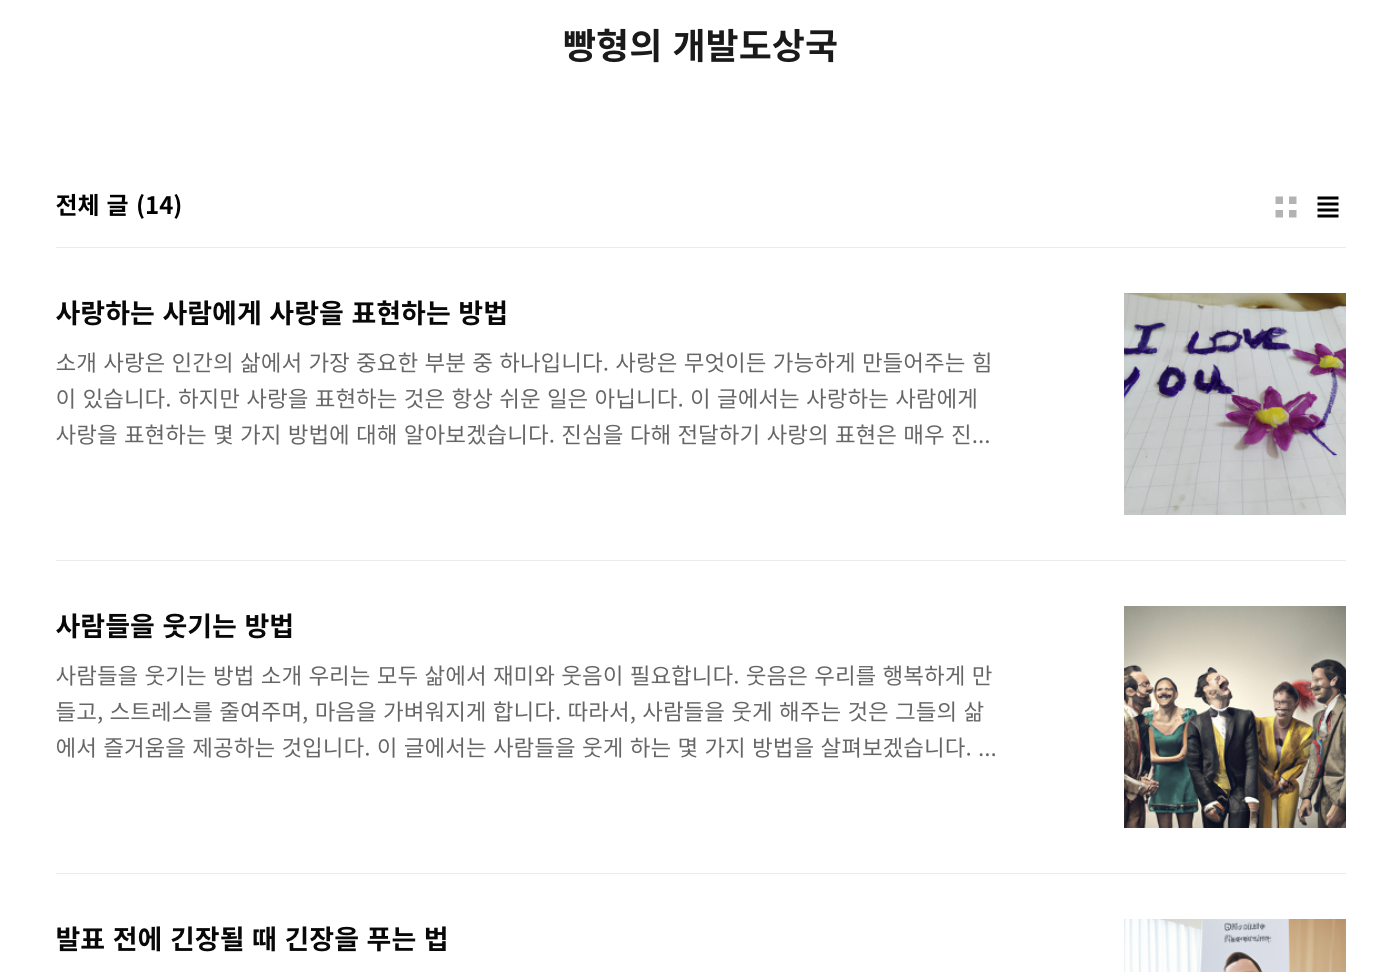 빵형의 개발도상국
전체 글 (14)
사랑하는 사람에게 사랑을 표현하는 방법
소개 사랑은 인간의 삶에서 가장 중요한 부분 중 하나입니다. 사랑은 무엇이든 가능하게 만들어주는 힘
이 있습니다. 하지만 사랑을 표현하는 것은 항상 쉬운 일은 아닙니다. 이 글에서는 사랑하는 사람에게
사랑을 표현하는 몇 가지 방법에 대해 알아보겠습니다. 진심을 다해 전달하기 사랑의 표현은 매우 진...
I LOVE
you
사람들을 웃기는 방법
사람들을 웃기는 방법 소개 우리는 모두 삶에서 재미와 웃음이 필요합니다. 웃음은 우리를 행복하게 만
들고, 스트레스를 줄여주며, 마음을 가벼워지게 합니다. 따라서, 사람들을 웃게 해주는 것은 그들의 삶
에서 즐거움을 제공하는 것입니다. 이 글에서는 사람들을 웃게 하는 몇 가지 방법을 살펴보겠습니다. ...
발표 전에 긴장될 때 긴장을 푸는 법